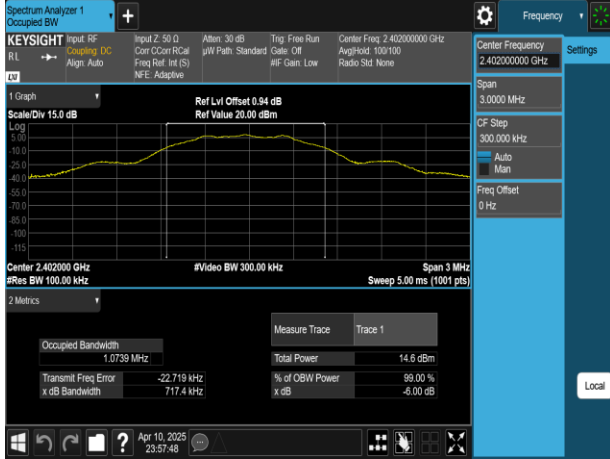 Spectrum Analyzer 1
Occupied BW
Frequency
KEYSIGHT
RL
LXI
Input: RF
Coupling: DC
Align: Auto
Input Z: 50 Ω
Corr CCorr RCal
Freq Ref: Int (S)
NFE: Adaptive
Atten: 30 dB
µW Path: Standard
Trig: Free Run
Gate: Off
#IF Gain: Low
Center Freq: 2.402000000 GHz
Avg|Hold: 100/100
Radio Std: None
Center Frequency
2.402000000 GHz
Settings
Span
3.0000 MHz
CF Step
300.000 kHz
Auto
Man
Freq Offset
0 Hz
Local
1 Graph
Scale/Div 15.0 dB
Ref Lvl Offset 0.94 dB
Ref Value 20.00 dBm
Log
5.00
-10.0
-25.0
-40.0
-55.0
-70.0
-85.0
-100
-115
Center 2.402000 GHz
#Res BW 100.00 kHz
#Video BW 300.00 kHz
Span 3 MHz
Sweep 5.00 ms (1001 pts)
2 Metrics
Measure Trace Trace 1
Occupied Bandwidth
1.0739 MHz
Total Power 14.6 dBm
Transmit Freq Error -22.719 kHz
% of OBW Power 99.00 %
x dB Bandwidth 717.4 kHz
x dB -6.00 dB
Apr 10, 2025
23:57:48